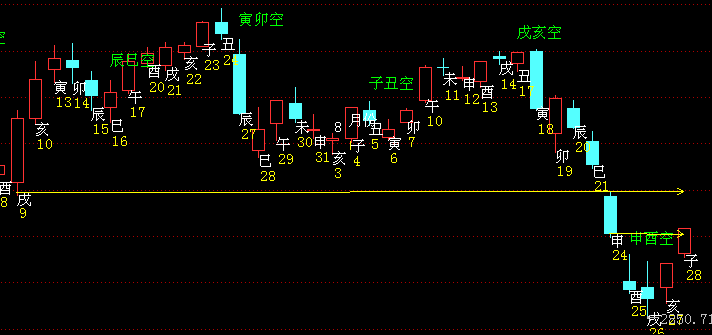 空
寅卯空
辰巳空
子丑空
戌亥空
申酉空
酉
8
戌
9
亥
10
寅
13
卯
14
辰
15
巳
16
午
17
酉
20
戌
21
亥
22
子
23
丑
24
辰
27
巳
28
午
29
未
30
申
31
亥
3
8
月
子
4
丑
5
寅
6
卯
7
午
10
未
11
申
12
酉
13
戌
14
丑
17
寅
18
卯
19
辰
20
巳
21
申
24
酉
25
戌
26
亥
27
子
28